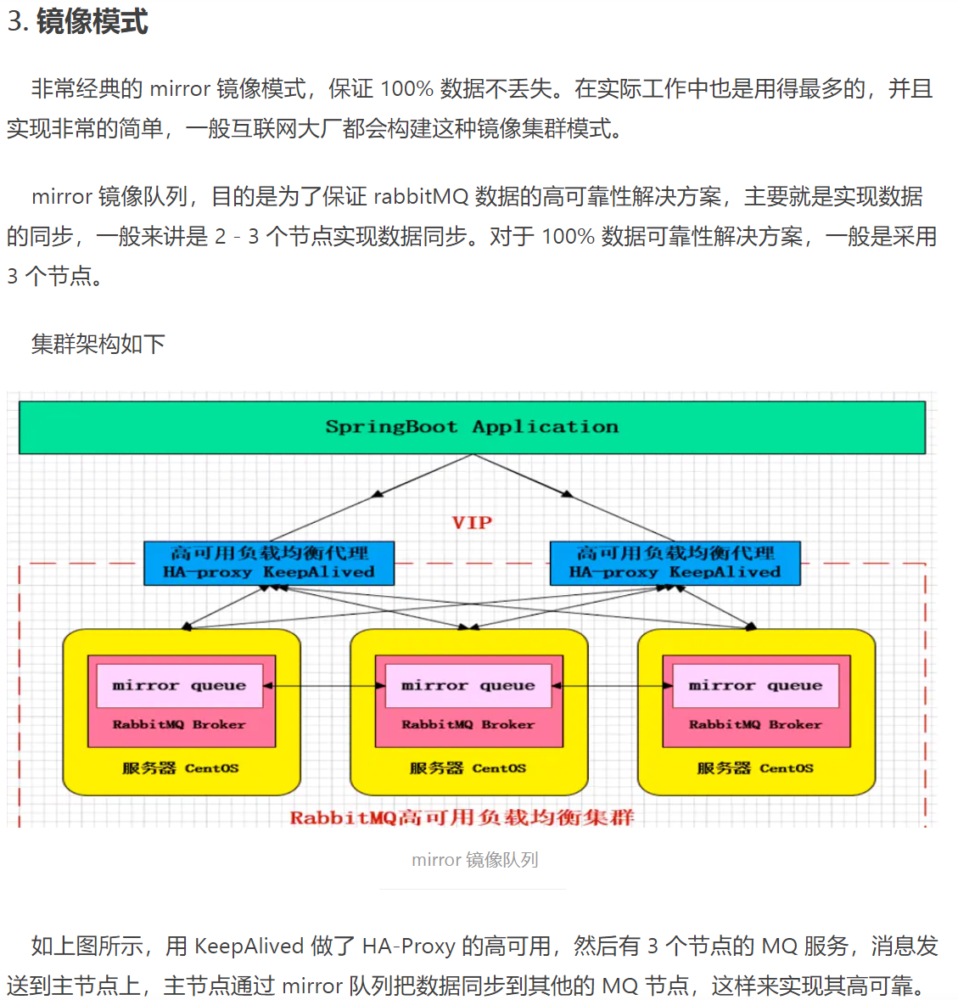 3. 镜像模式
非常经典的 mirror 镜像模式，保证 100% 数据不丢失。在实际工作中也是用得最多的，并且
实现非常的简单，一般互联网大厂都会构建这种镜像集群模式。
mirror 镜像队列，目的是为了保证 rabbitMQ 数据的高可靠性解决方案，主要就是实现数据
的同步，一般来讲是 2 - 3 个节点实现数据同步。对于 100% 数据可靠性解决方案，一般是采用
3 个节点。
集群架构如下
SpringBoot Application
VIP
高可用负载均衡代理
HA-proxy KeepAlived
高可用负载均衡代理
HA-proxy KeepAlived
mirror queue
RabbitMQ Broker
服务器 CentOS
mirror queue
RabbitMQ Broker
服务器 CentOS
mirror queue
RabbitMQ Broker
服务器 CentOS
RabbitMQ高可用负载均衡集群
mirror 镜像队列
如上图所示，用 KeepAlived 做了 HA-Proxy 的高可用，然后有 3 个节点的 MQ 服务，消息发
送到主节点上，主节点通过 mirror 队列把数据同步到其他的 MQ 节点，这样来实现其高可靠。